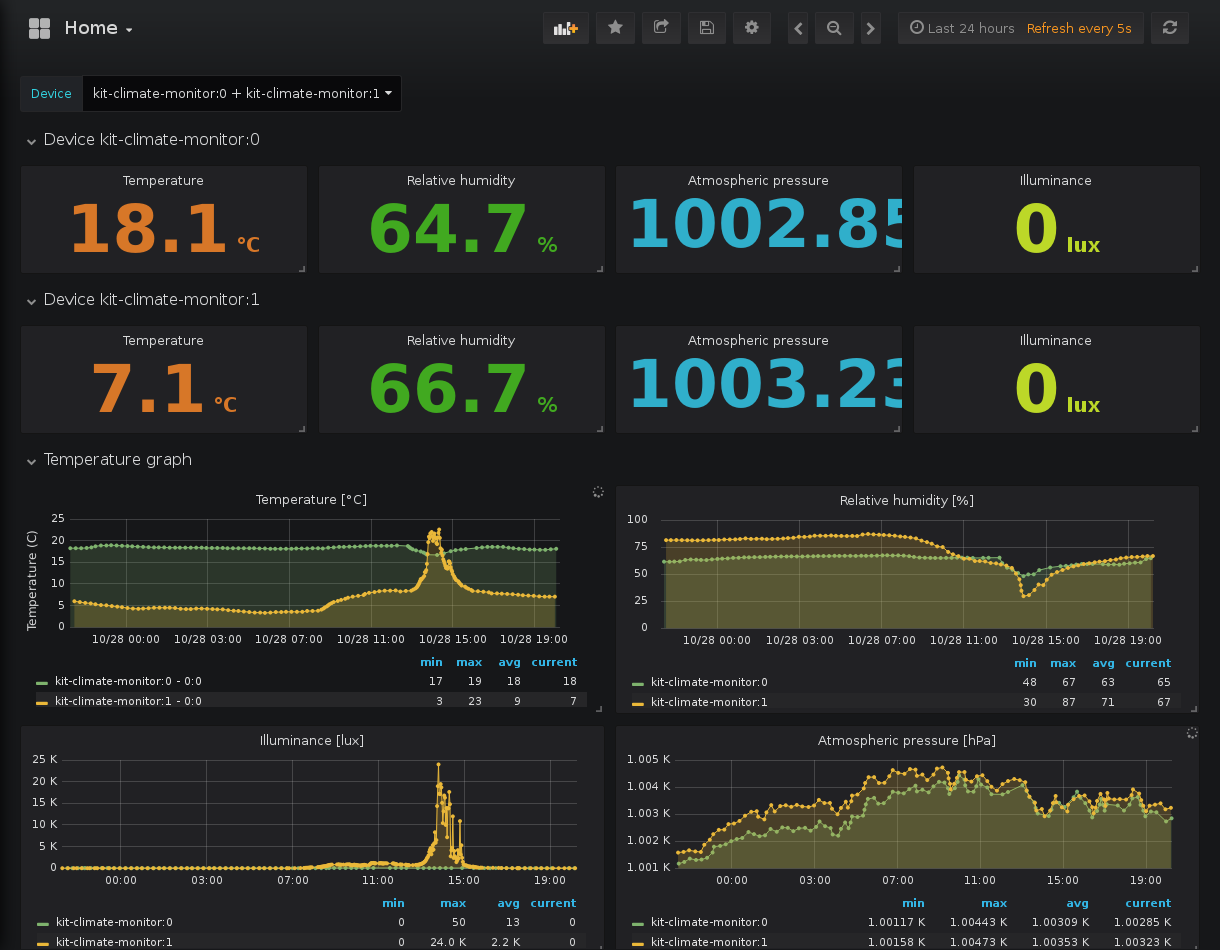 Home
Last 24 hours Refresh every 5s
Device kit-climate-monitor:0 + kit-climate-monitor:1
Device kit-climate-monitor:0
Temperature Relative humidity Atmospheric pressure Illuminance
18.1 °C 64.7 % 1002.85 0 lux
Device kit-climate-monitor:1
Temperature Relative humidity Atmospheric pressure Illuminance
7.1 °C 66.7 % 1003.23 0 lux
Temperature graph
Temperature [°C]
Temperature (C)
25
20
15
10
5
0
10/28 00:00 10/28 03:00 10/28 07:00 10/28 11:00 10/28 15:00 10/28 19:00
min max avg current
kit-climate-monitor:0 - 0:0 17 19 18 18
kit-climate-monitor:1 - 0:0 3 23 9 7
Relative humidity [%]
100
75
50
25
0
10/28 00:00 10/28 03:00 10/28 07:00 10/28 11:00 10/28 15:00 10/28 19:00
min max avg current
kit-climate-monitor:0 48 67 63 65
kit-climate-monitor:1 30 87 71 67
Illuminance [lux]
25 K
20 K
15 K
10 K
5 K
0
00:00 03:00 07:00 11:00 15:00 19:00
min max avg current
kit-climate-monitor:0 0 50 13 0
kit-climate-monitor:1 0 24.0 K 2.2 K 0
Atmospheric pressure [hPa]
1.005 K
1.004 K
1.003 K
1.002 K
1.001 K
00:00 03:00 07:00 11:00 15:00 19:00
min max avg current
kit-climate-monitor:0 1.00117 K 1.00443 K 1.00309 K 1.00285 K
kit-climate-monitor:1 1.00158 K 1.00473 K 1.00353 K 1.00323 K